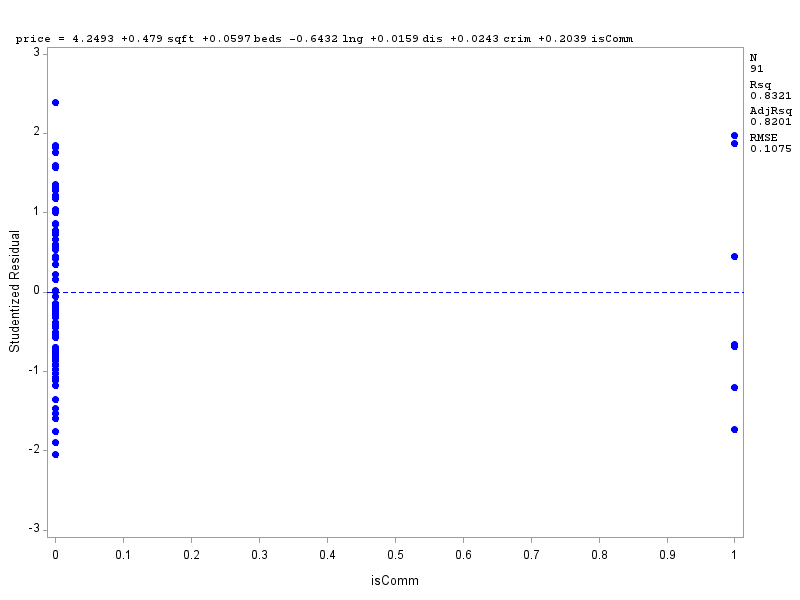 price = 4.2493 +0.479 sqft +0.0597 beds -0.6432 lng +0.0159 dis +0.0243 crim +0.2039 isComm
N
91
Rsq
0.8321
AdjRsq
0.8201
RMSE
0.1075
3
2
1
0
-1
-2
-3
Studentized Residual
0 0.1 0.2 0.3 0.4 0.5 0.6 0.7 0.8 0.9 1
isComm